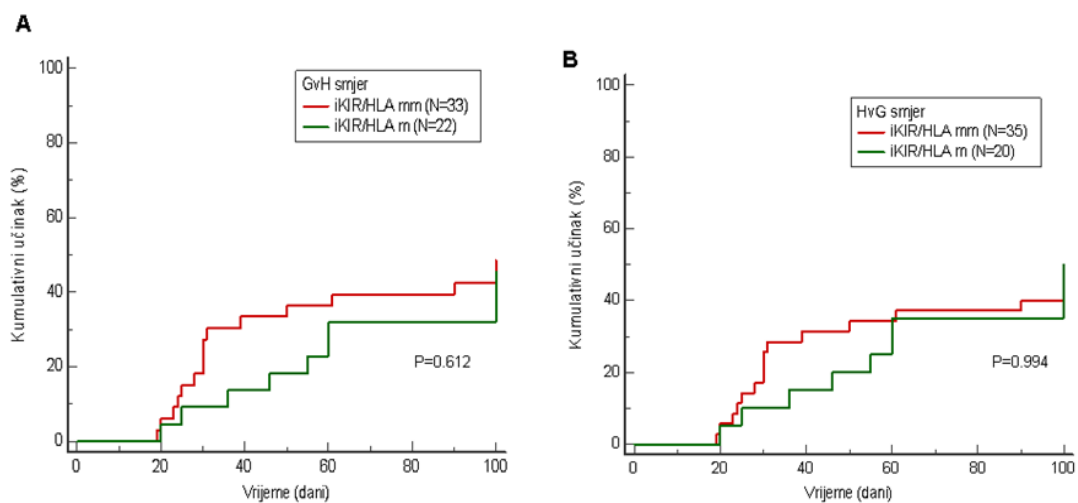 A
GvH smjer
iKIR/HLA mm (N=33)
iKIR/HLA m (N=22)
Kumulativni učinak (%)
100
80
60
40
20
0
P=0.612
0 20 40 60 80 100
Vrijeme (dani)
B
HvG smjer
iKIR/HLA mm (N=35)
iKIR/HLA m (N=20)
Kumulativni učinak (%)
100
80
60
40
20
0
P=0.994
0 20 40 60 80 100
Vrijeme (dani)